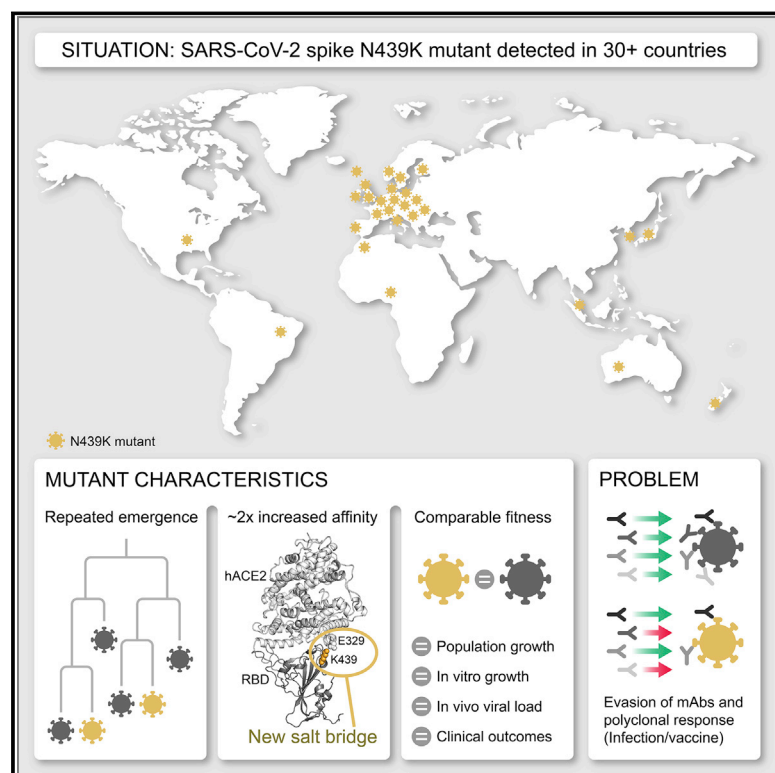 SITUATION: SARS-CoV-2 spike N439K mutant detected in 30+ countries
N439K mutant
MUTANT CHARACTERISTICS
Repeated emergence
~2x increased affinity
hACE2
E329
K439
RBD
New salt bridge
Comparable fitness
=
= Population growth
= In vitro growth
= In vivo viral load
= Clinical outcomes
PROBLEM
Evasion of mAbs and
polyclonal response
(Infection/vaccine)